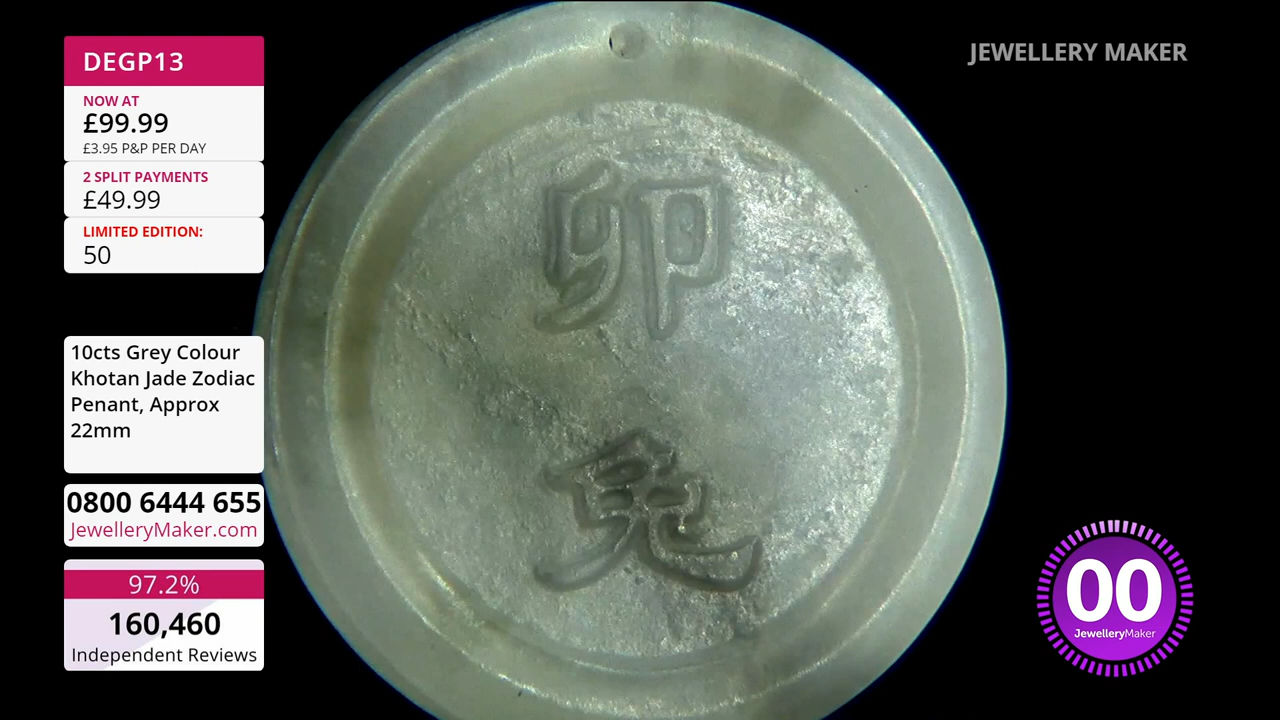 DEGP13
NOW AT
£99.99
£3.95 P&P PER DAY
2 SPLIT PAYMENTS
£49.99
LIMITED EDITION:
50
10cts Grey Colour
Khotan Jade Zodiac
Penant, Approx
22mm
0800 6444 655
JewelleryMaker.com
97.2%
160,460
Independent Reviews
卯
兔
JEWELLERY MAKER
00
JewelleryMaker